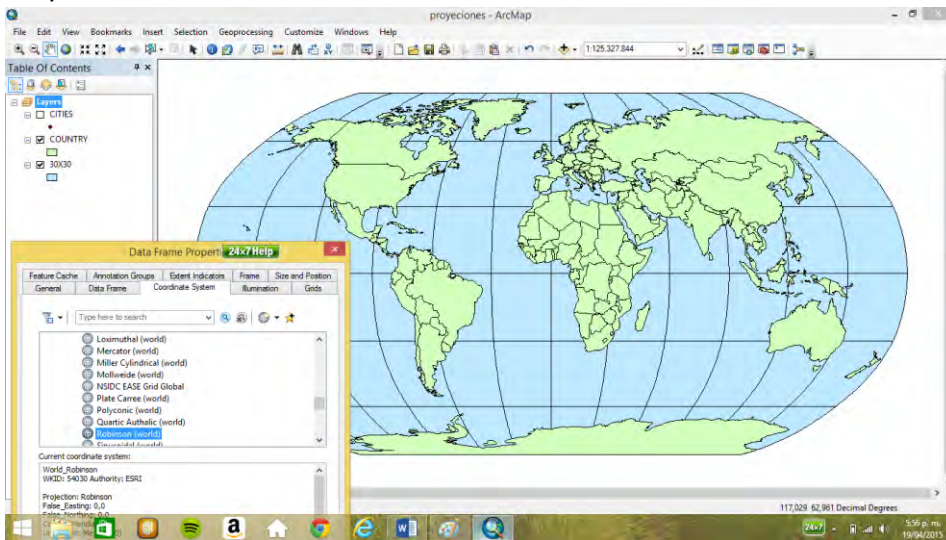 proyeciones - ArcMap
File Edit View Bookmarks Insert Selection Geoprocessing Customize Windows Help
1:125.327.844
Table Of Contents
Layers
CITIES
COUNTRY
30X30
Data Frame Properti 24x7 Help
Feature Cache Annotation Groups Extent Indicators Frame Size and Position
General Data Frame Coordinate System Illumination Grids
Type here to search
Loximuthal (world)
Mercator (world)
Miller Cylindrical (world)
Mollweide (world)
NSIDC EASE Grid Global
Plate Carree (world)
Polyconic (world)
Quartic Authalic (world)
Robinson (world)
Sinusoidal (world)
Current coordinate system:
World_Robinson
WKID: 54030 Authority: ESRI
Projection: Robinson
False_Easting: 0,0
117,029 62,961 Decimal Degrees
24x7
5:56 p. m.
19/04/2015